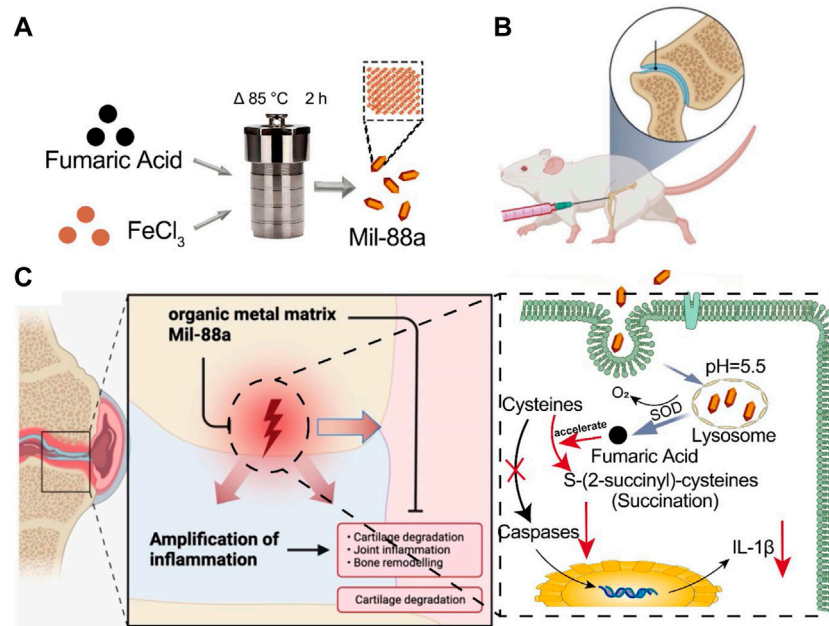 A
Δ 85 °C 2 h
Fumaric Acid
FeCl₃
Mil-88a
B
C
organic metal matrix
Mil-88a
Amplification of
inflammation
• Cartilage degradation
• Joint inflammation
• Bone remodelling
Cartilage degradation
pH=5.5
O₂
SOD
Lysosome
Cysteines
accelerate
Fumaric Acid
S-(2-succinyl)-cysteines
(Succination)
Caspases
IL-1β